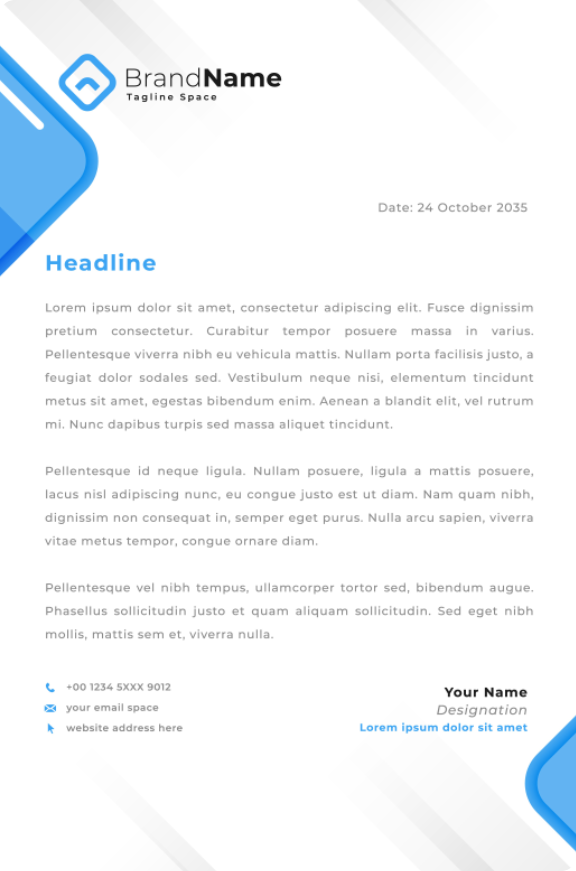 BrandName
Tagline Space
Date: 24 October 2035
Headline
Lorem ipsum dolor sit amet, consectetur adipiscing elit. Fusce dignissim
pretium consectetur. Curabitur tempor posuere massa in varius.
Pellentesque viverra nibh eu vehicula mattis. Nullam porta facilisis justo, a
feugiat dolor sodales sed. Vestibulum neque nisi, elementum tincidunt
metus sit amet, egestas bibendum enim. Aenean a blandit elit, vel rutrum
mi. Nunc dapibus turpis sed massa aliquet tincidunt.
Pellentesque id neque ligula. Nullam posuere, ligula a mattis posuere,
lacus nisl adipiscing nunc, eu congue justo est ut diam. Nam quam nibh,
dignissim non consequat in, semper eget purus. Nulla arcu sapien, viverra
vitae metus tempor, congue ornare diam.
Pellentesque vel nibh tempus, ullamcorper tortor sed, bibendum augue.
Phasellus sollicitudin justo et quam aliquam sollicitudin. Sed eget nibh
mollis, mattis sem et, viverra nulla.
+00 1234 5XXX 9012
your email space
website address here
Your Name
Designation
Lorem ipsum dolor sit amet